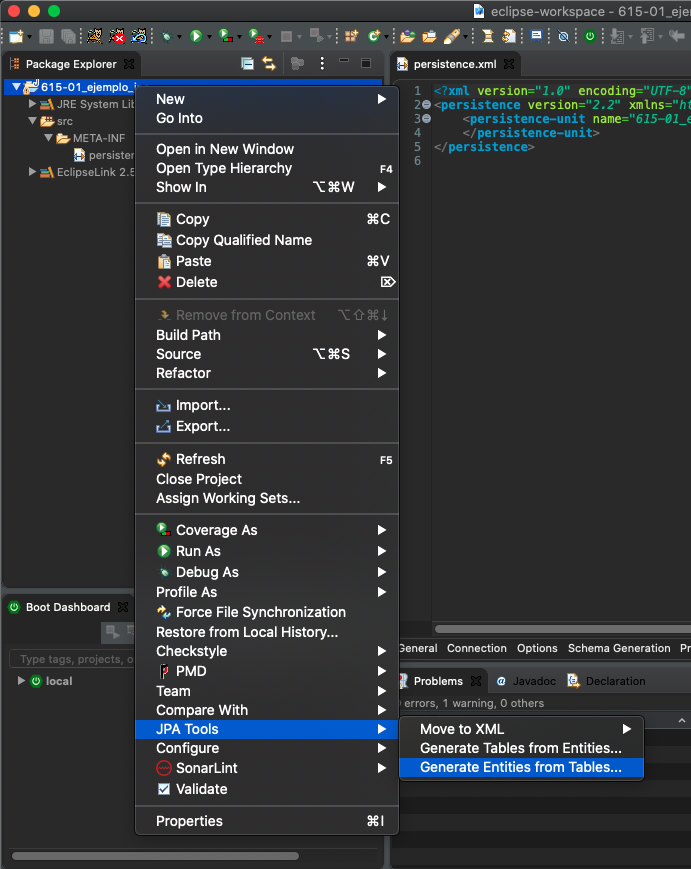 eclipse-workspace - 615-01_eje
Package Explorer
persistence.xml
615-01_ejemplo_j
JRE System Lib
src
META-INF
persisten
EclipseLink 2.5
1 <?xml version="1.0" encoding="UTF-8"
2 <persistence version="2.2" xmlns="ht
3 <persistence-unit name="615-01_e
4 </persistence-unit>
5 </persistence>
6
New
Go Into
Open in New Window
Open Type Hierarchy F4
Show In ⌥⌘W
Copy ⌘C
Copy Qualified Name
Paste ⌘V
Delete ⌦
Remove from Context ⌥⇧⌘↓
Build Path
Source ⌥⌘S
Refactor
Import...
Export...
Refresh F5
Close Project
Assign Working Sets...
Coverage As
Run As
Debug As
Profile As
Force File Synchronization
Restore from Local History...
Checkstyle
PMD
Team
Compare With
JPA Tools
Configure
SonarLint
Validate
Properties ⌘I
Move to XML
Generate Tables from Entities...
Generate Entities from Tables...
Boot Dashboard
Type tags, projects, o
local
General Connection Options Schema Generation Pr
Problems Javadoc Declaration
errors, 1 warning, 0 others